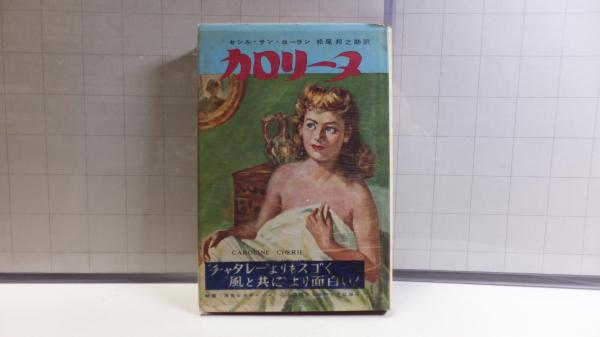 セシル・サン・ローラン 松尾邦之助訳
カロリーヌ
CAROLINE CHÉRIE
"チャタレー"よりもスゴく
"風と共に"より面白い!